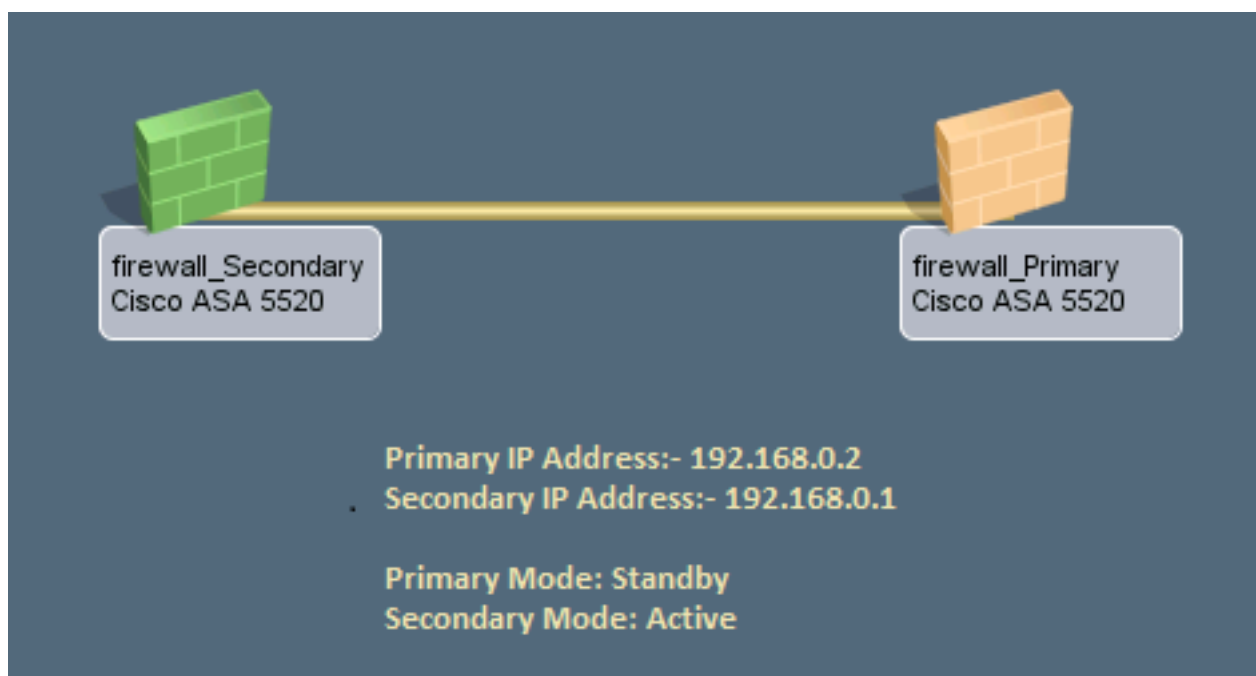 firewall_Secondary
Cisco ASA 5520
firewall_Primary
Cisco ASA 5520
Primary IP Address:- 192.168.0.2
. Secondary IP Address:- 192.168.0.1
Primary Mode: Standby
Secondary Mode: Active